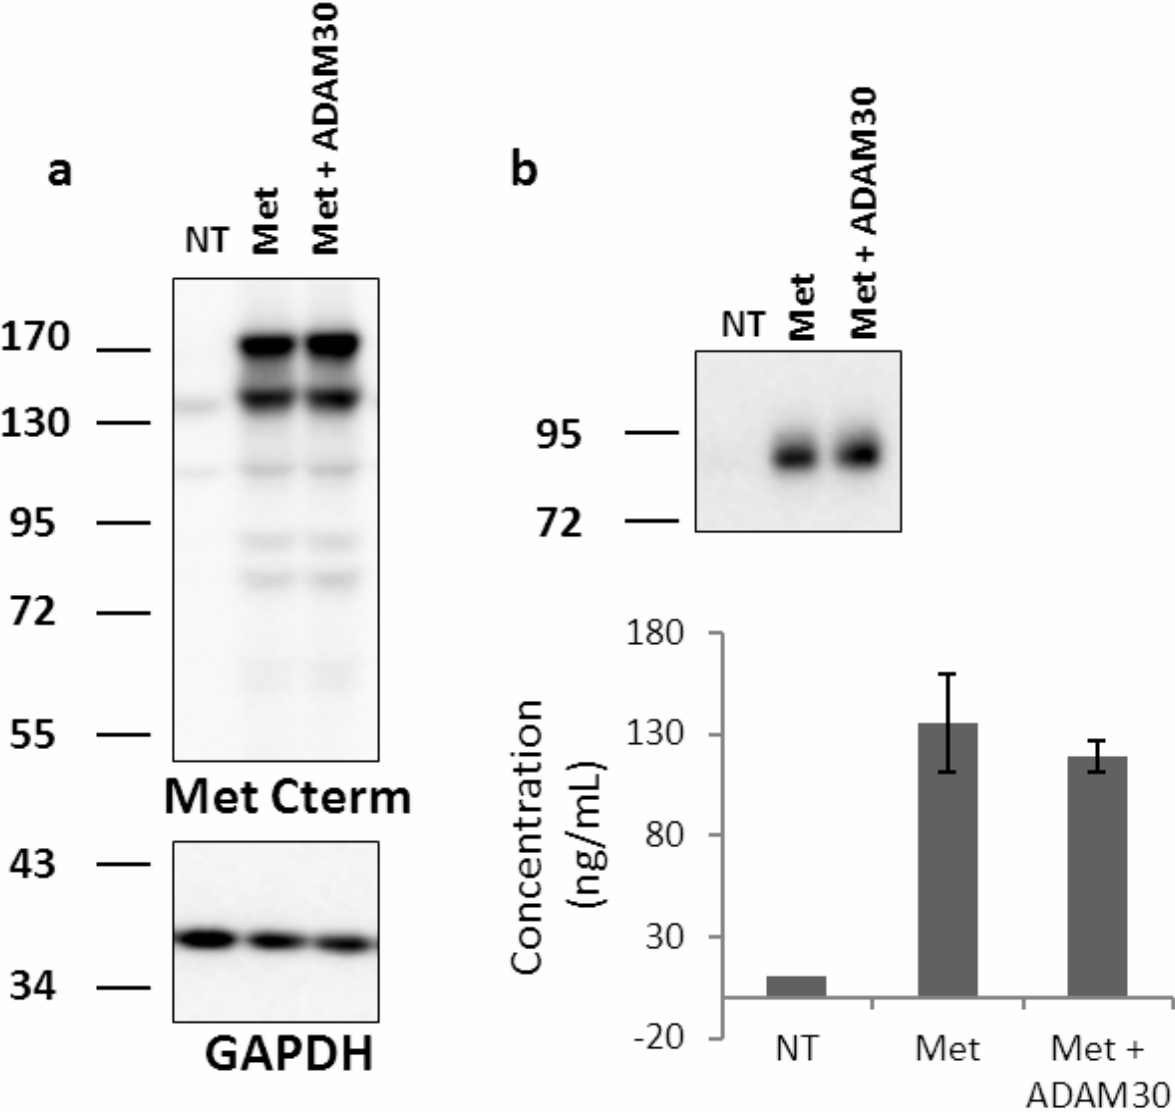 a
NT
Met
Met + ADAM30
170
130
95
72
55
Met Cterm
43
34
GAPDH
b
NT
Met
Met + ADAM30
95
72
Concentration
(ng/mL)
180
130
80
30
-20
NT
Met
Met +
ADAM30